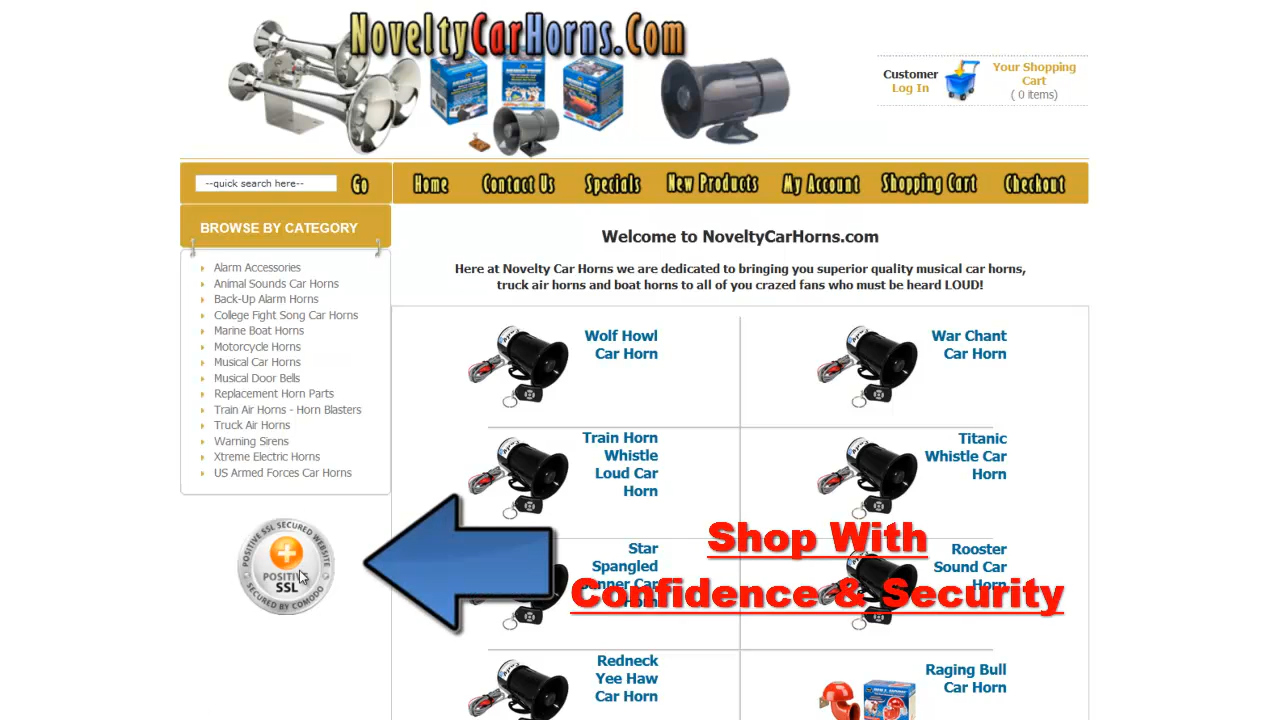 NoveltyCarHorns.Com
Customer
Log In
Your Shopping
Cart
( 0 items)
--quick search here--
Go
Home
Contact Us
Specials
New Products
My Account
Shopping Cart
Checkout
BROWSE BY CATEGORY
Alarm Accessories
Animal Sounds Car Horns
Back-Up Alarm Horns
College Fight Song Car Horns
Marine Boat Horns
Motorcycle Horns
Musical Car Horns
Musical Door Bells
Replacement Horn Parts
Train Air Horns - Horn Blasters
Truck Air Horns
Warning Sirens
Xtreme Electric Horns
US Armed Forces Car Horns
POSITIVE SSL SECURED WEBSITE
POSITIVE
SSL
SECURED BY COMODO
Welcome to NoveltyCarHorns.com
Here at Novelty Car Horns we are dedicated to bringing you superior quality musical car horns,
truck air horns and boat horns to all of you crazed fans who must be heard LOUD!
Wolf Howl
Car Horn
War Chant
Car Horn
Train Horn
Whistle
Loud Car
Horn
Titanic
Whistle Car
Horn
Star
Spangled
Banner Car
Horn
Rooster
Sound Car
Horn
Shop With
Confidence & Security
Redneck
Yee Haw
Car Horn
Raging Bull
Car Horn